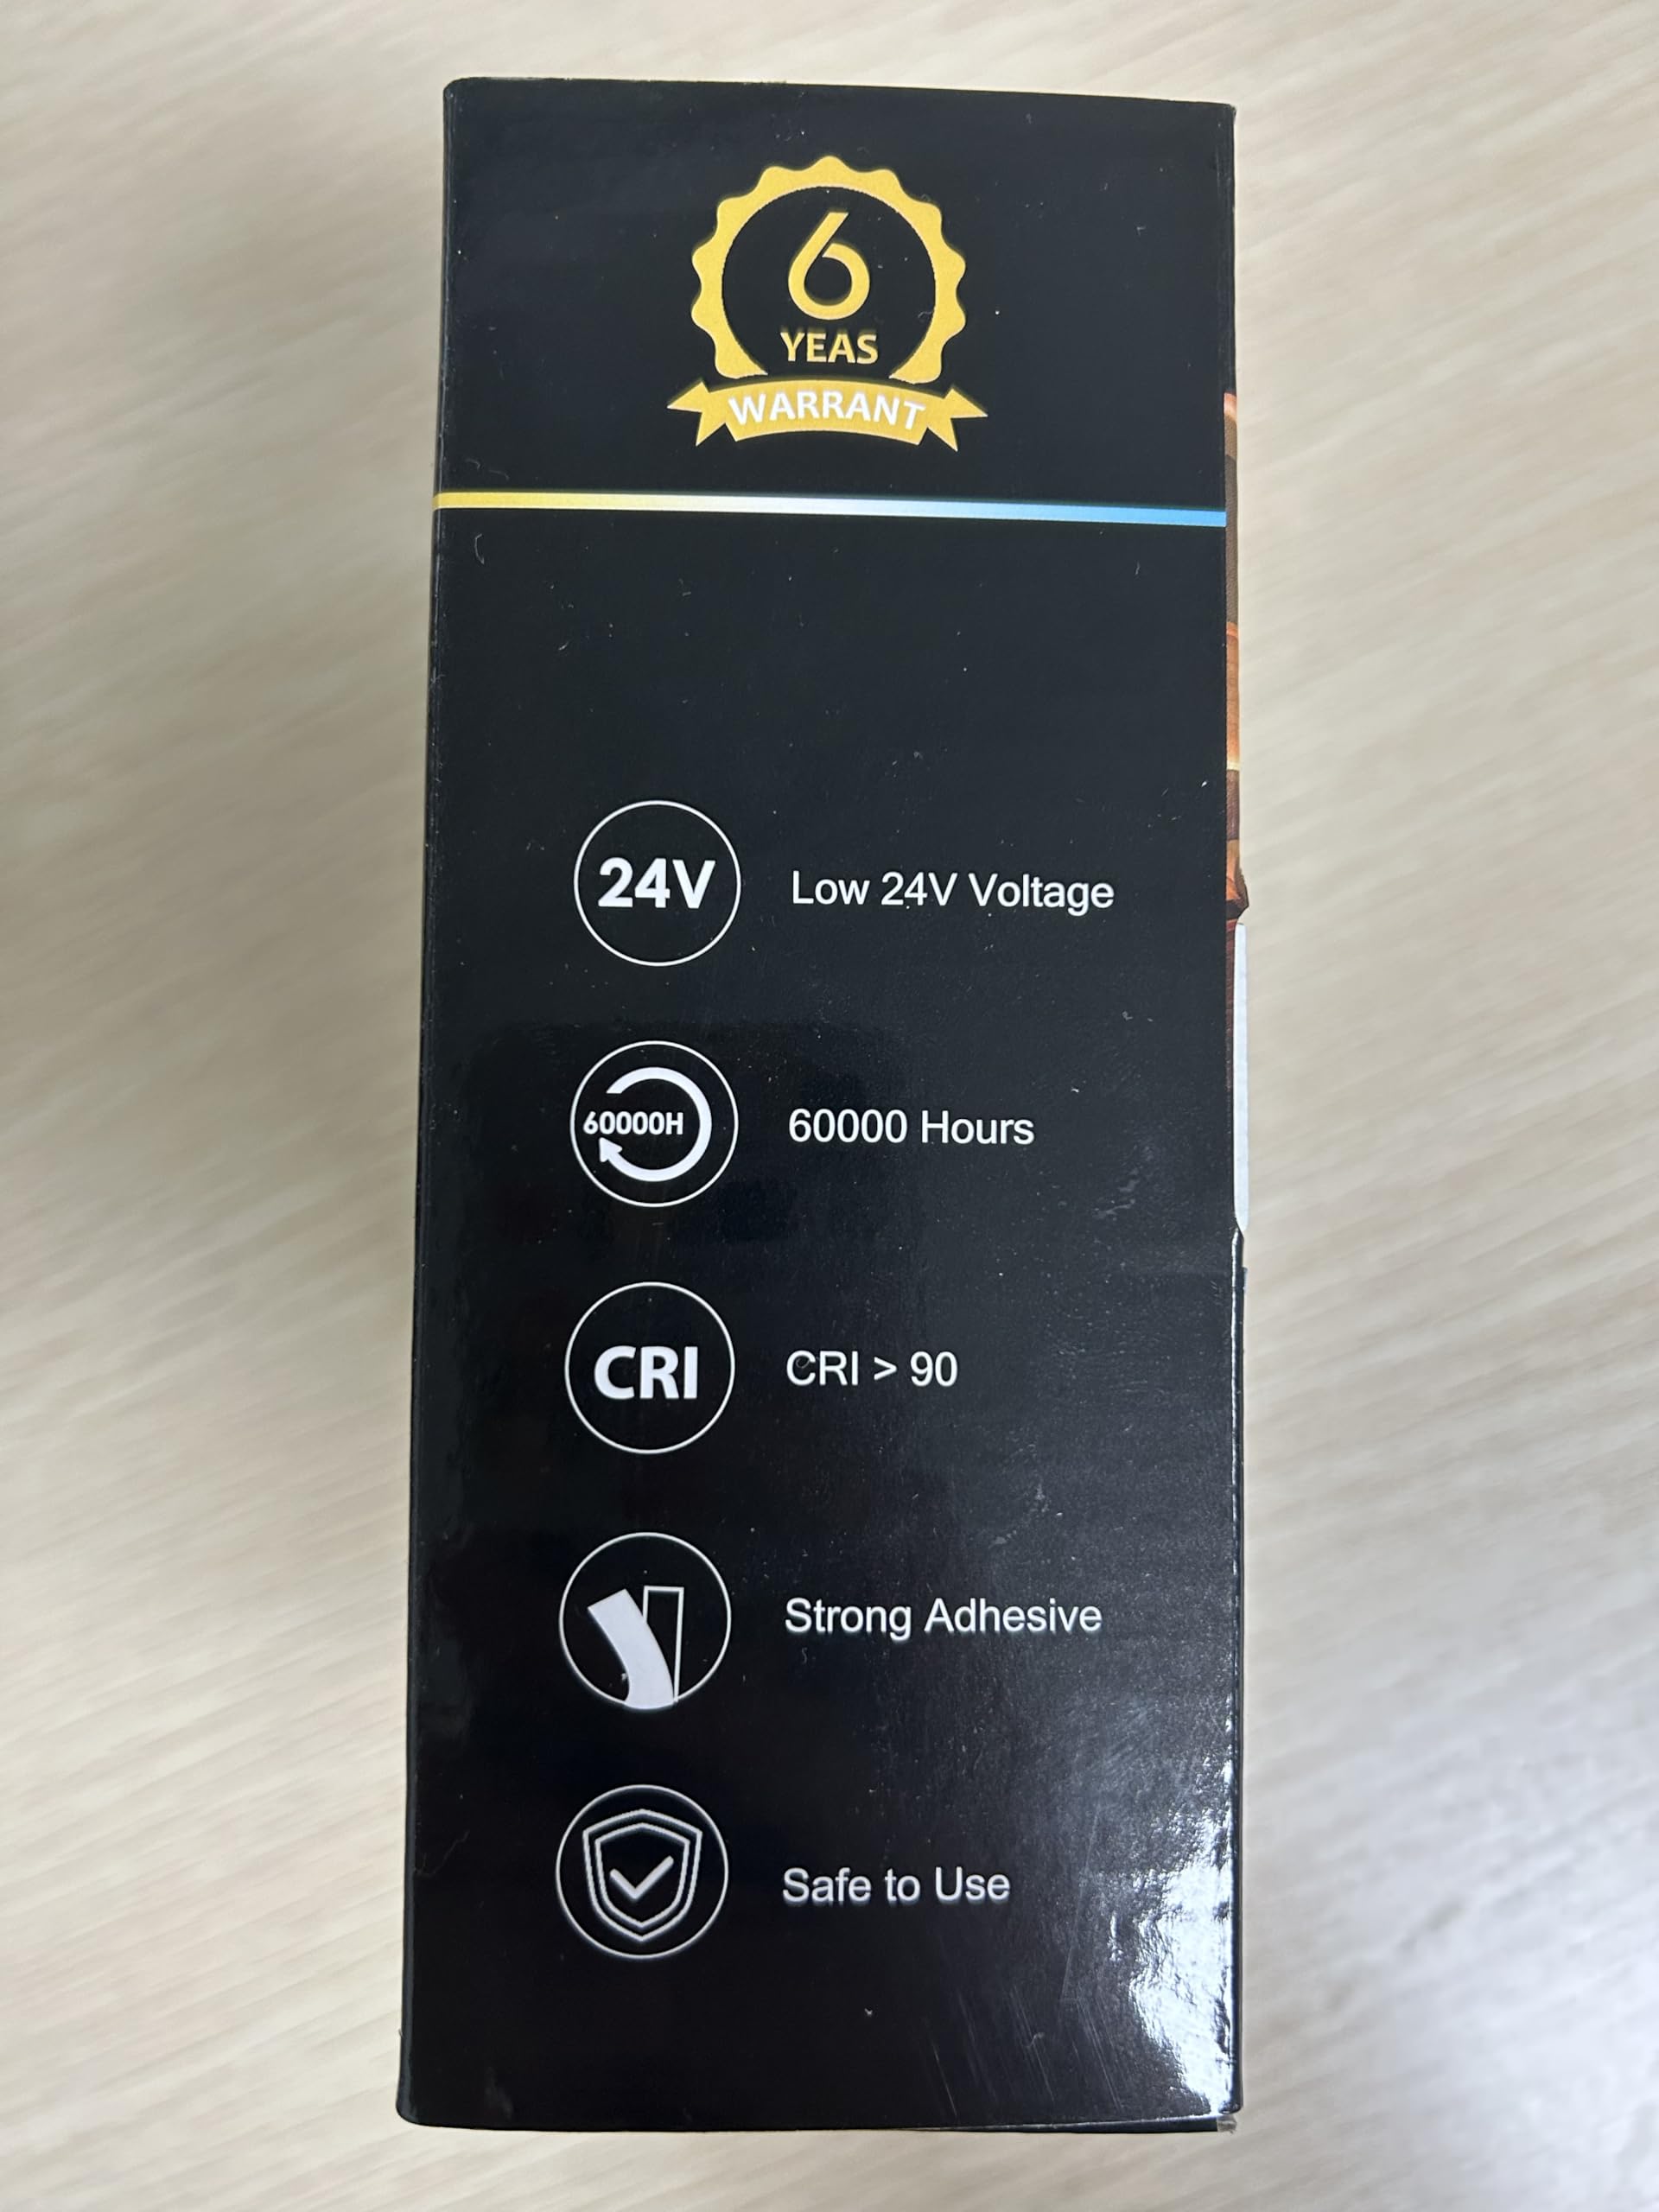 6
YEAS
WARRANT
24V Low 24V Voltage
60000H 60000 Hours
CRI CRI > 90
Strong Adhesive
Safe to Use